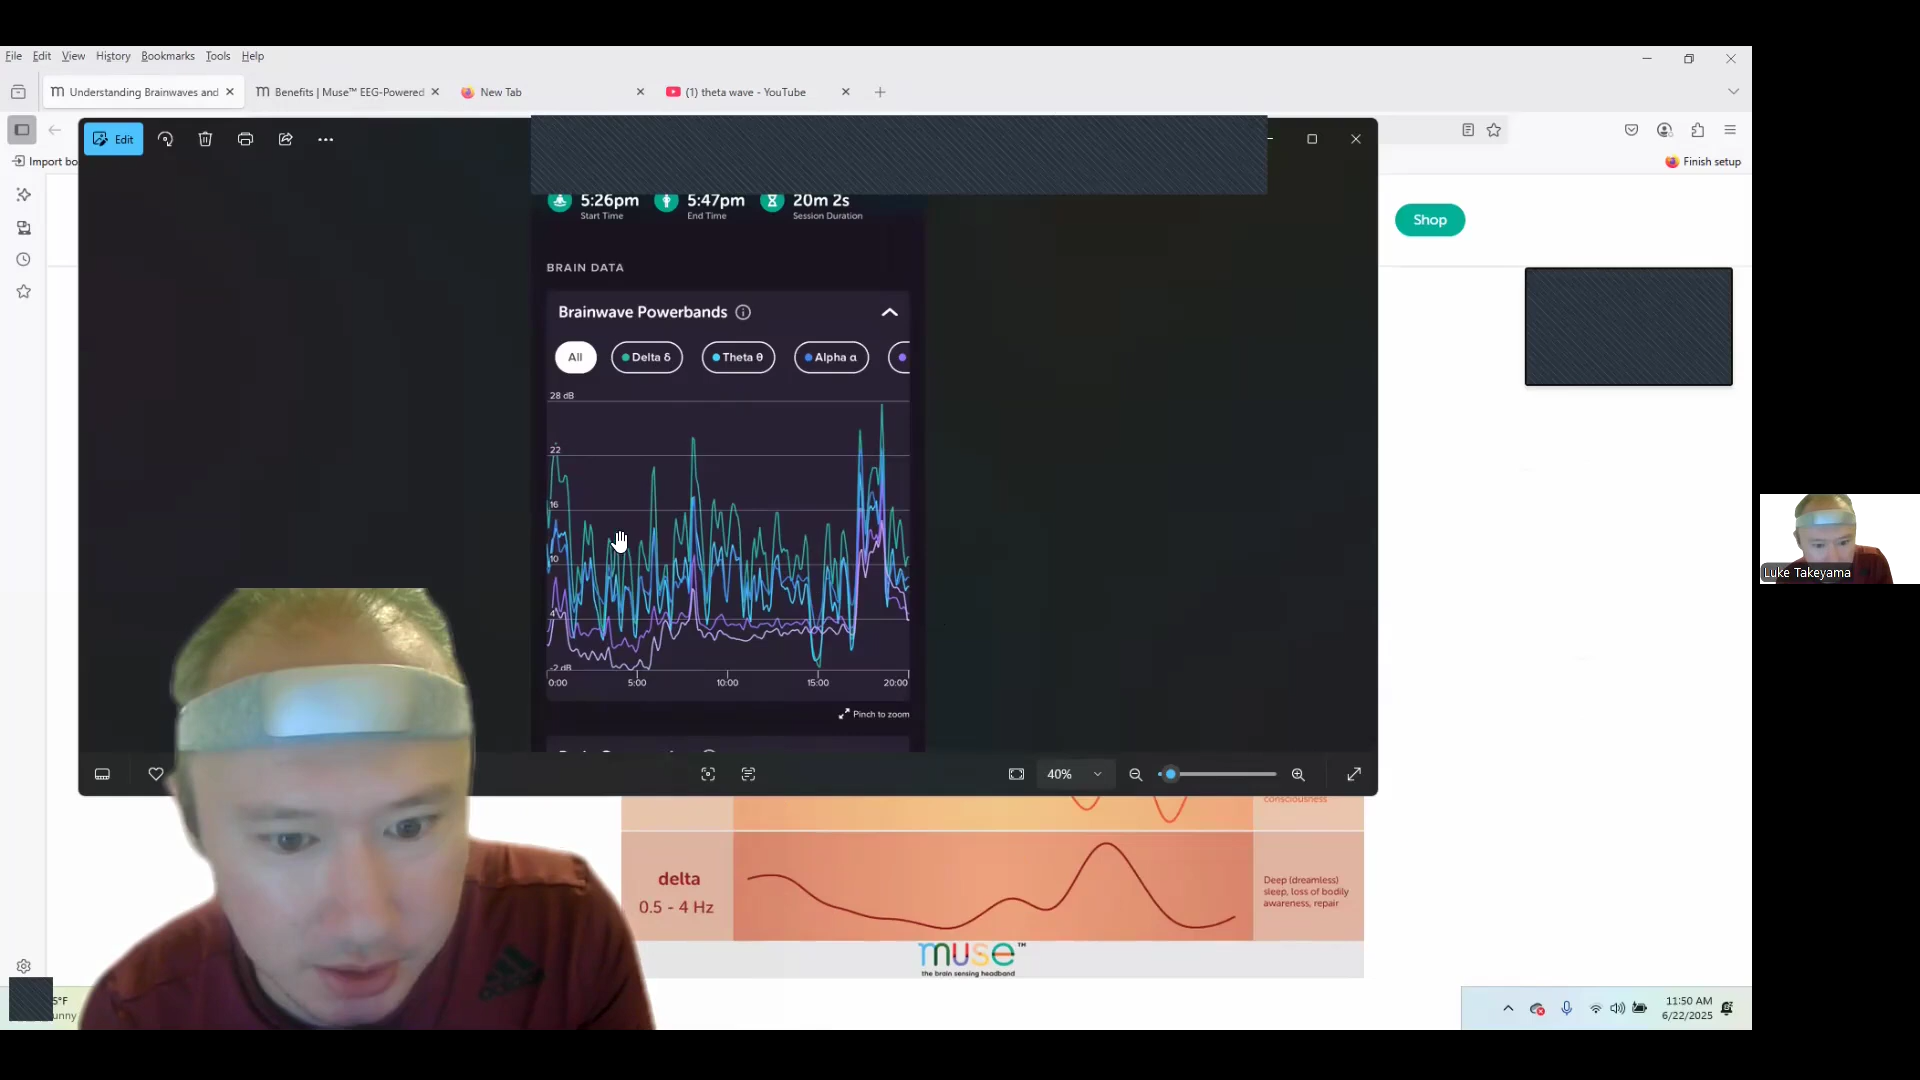 File Edit View History Bookmarks Tools Help
Understanding Brainwaves and
Benefits | Muse™ EEG-Powered
New Tab
(1) theta wave - YouTube
Edit
Import bo
Finish setup
5:26pm
Start Time
5:47pm
End Time
20m 2s
Session Duration
Shop
BRAIN DATA
Brainwave Powerbands
All
Delta δ
Theta θ
Alpha α
28 dB
22
16
10
4
-2 dB
0:00 5:00 10:00 15:00 20:00
Pinch to zoom
Luke Takeyama
40%
consciousness
delta
0.5 - 4 Hz
Deep (dreamless)
sleep, loss of bodily
awareness, repair
muse™
the brain sensing headband
5°F
unny
11:50 AM
6/22/2025